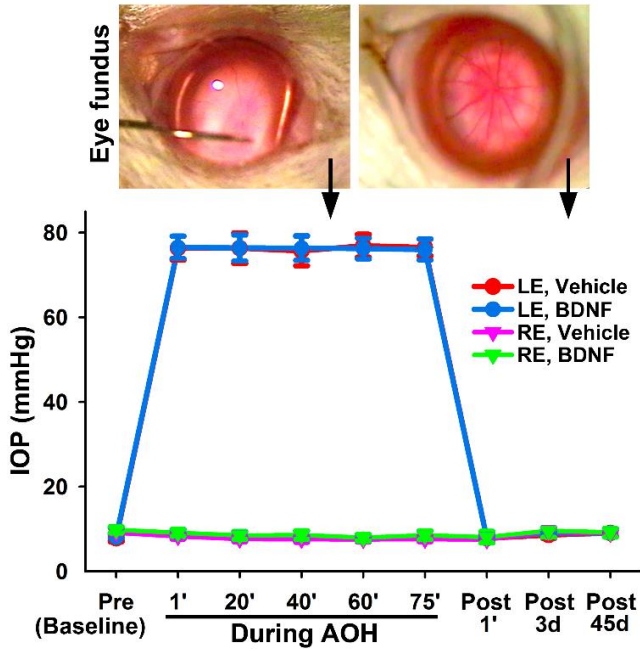 Eye fundus
IOP (mmHg)
80
60
40
20
0
LE, Vehicle
LE, BDNF
RE, Vehicle
RE, BDNF
Pre
(Baseline)
1'
20'
40'
60'
75'
During AOH
Post
1'
Post
3d
Post
45d